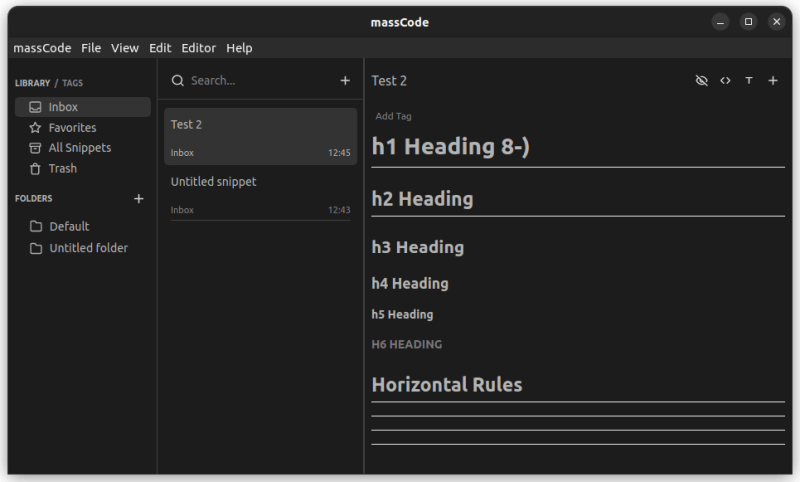 massCode
massCode File View Edit Editor Help
LIBRARY / TAGS
Inbox
Favorites
All Snippets
Trash
FOLDERS
Default
Untitled folder
Search...
Test 2
Inbox 12:45
Untitled snippet
Inbox 12:43
Test 2
Add Tag
h1 Heading 8-)
h2 Heading
h3 Heading
h4 Heading
h5 Heading
H6 HEADING
Horizontal Rules